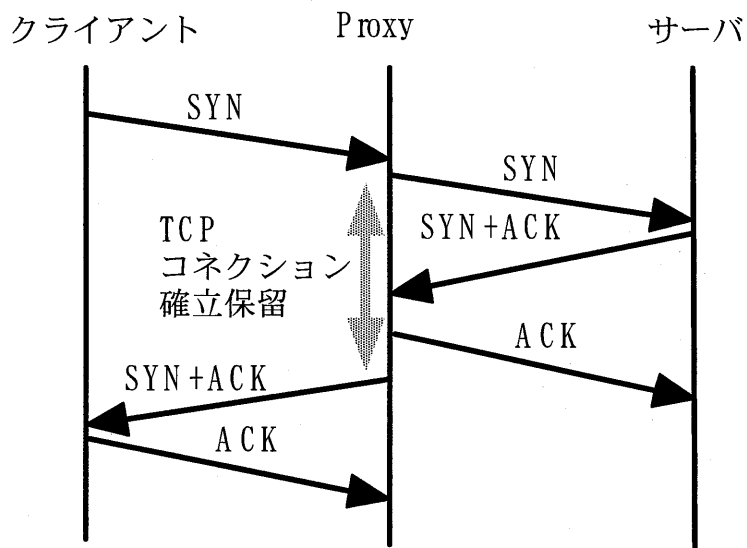 クライアント
Proxy
サーバ
SYN
SYN
SYN+ACK
TCP
コネクション
確立保留
ACK
SYN+ACK
ACK